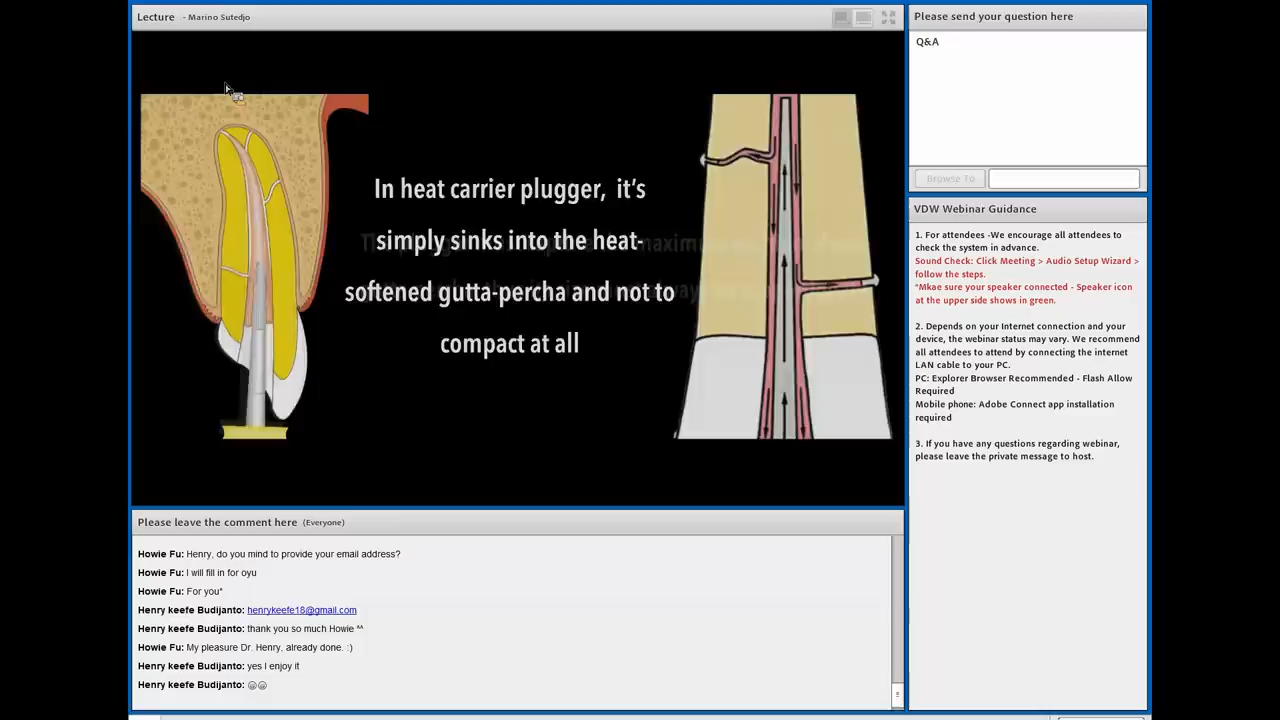 Lecture - Marino Sutedjo
In heat carrier plugger, it's
simply sinks into the heat-
softened gutta-percha and not to
compact at all
Please leave the comment here (Everyone)
Howie Fu: Henry, do you mind to provide your email address?
Howie Fu: I will fill in for oyu
Howie Fu: For you*
Henry keefe Budijanto: henrykeefe18@gmail.com
Henry keefe Budijanto: thank you so much Howie ^^
Howie Fu: My pleasure Dr. Henry, already done. :)
Henry keefe Budijanto: yes I enjoy it
Henry keefe Budijanto: 😄😄
Please send your question here
Q&A
Browse To
VDW Webinar Guidance
1. For attendees -We encourage all attendees to
check the system in advance.
Sound Check: Click Meeting > Audio Setup Wizard >
follow the steps.
*Mkae sure your speaker connected - Speaker icon
at the upper side shows in green.
2. Depends on your Internet connection and your
device, the webinar status may vary. We recommend
all attendees to attend by connecting the internet
LAN cable to your PC.
PC: Explorer Browser Recommended - Flash Allow
Required
Mobile phone: Adobe Connect app installation
required
3. If you have any questions regarding webinar,
please leave the private message to host.